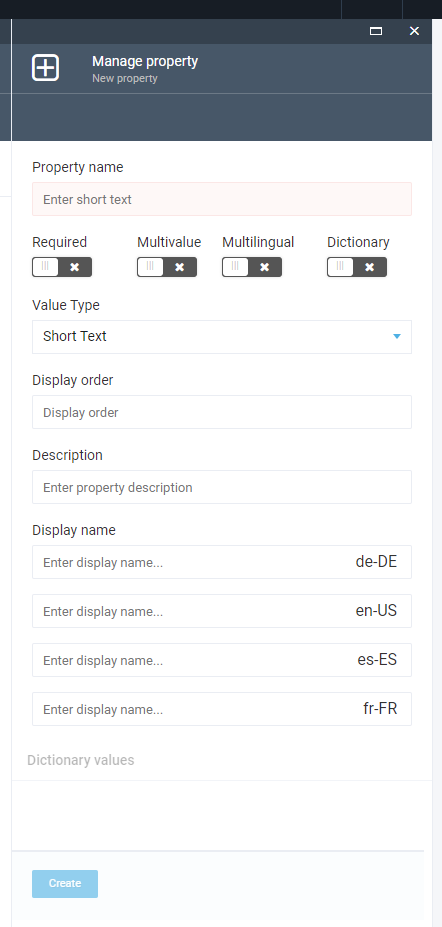 Manage property
New property
Property name
Enter short text
Required Multivalue Multilingual Dictionary
Value Type
Short Text
Display order
Display order
Description
Enter property description
Display name
Enter display name... de-DE
Enter display name... en-US
Enter display name... es-ES
Enter display name... fr-FR
Dictionary values
Create